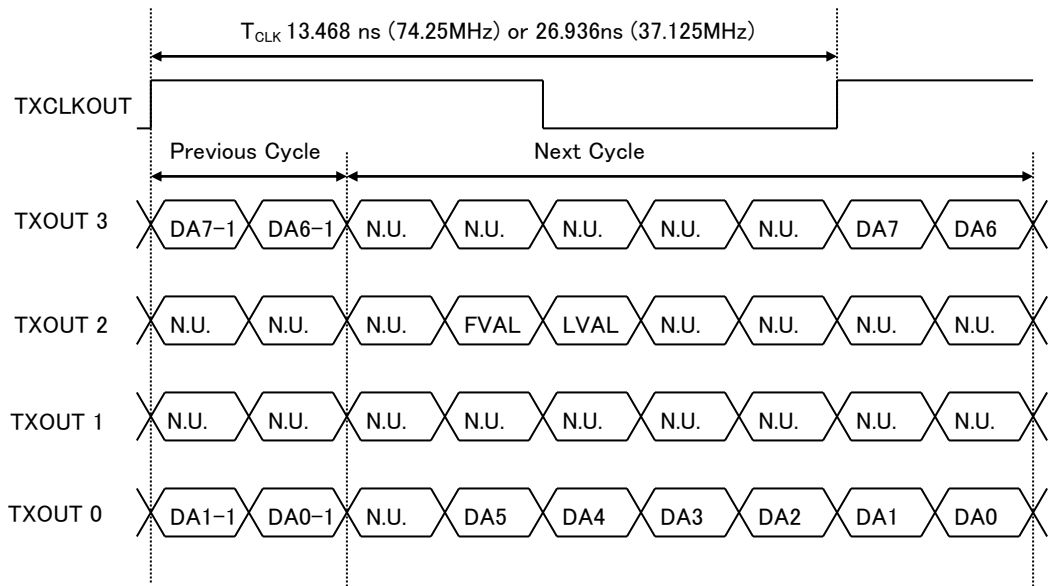 TCLK 13.468 ns (74.25MHz) or 26.936ns (37.125MHz)
TXCLKOUT
Previous Cycle Next Cycle
TXOUT 3 DA7-1 DA6-1 N.U. N.U. N.U. N.U. N.U. DA7 DA6
TXOUT 2 N.U. N.U. N.U. FVAL LVAL N.U. N.U. N.U. N.U.
TXOUT 1 N.U. N.U. N.U. N.U. N.U. N.U. N.U. N.U. N.U.
TXOUT 0 DA1-1 DA0-1 N.U. DA5 DA4 DA3 DA2 DA1 DA0